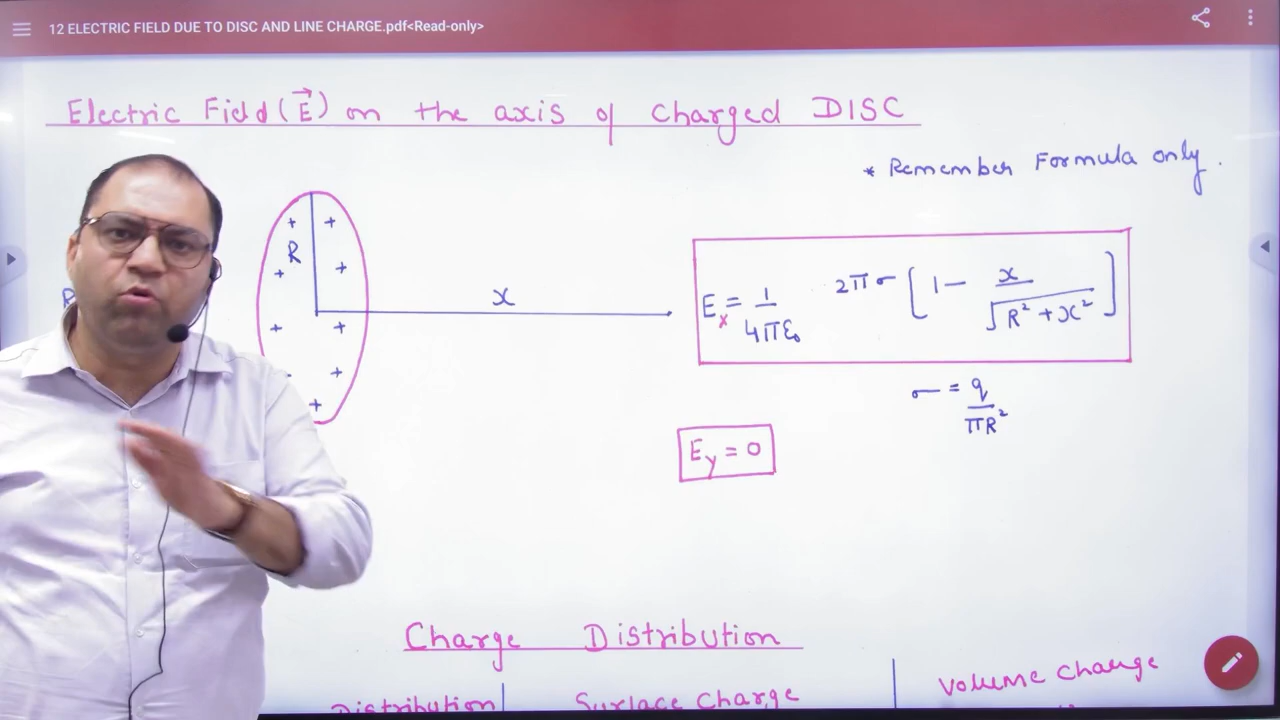 12 ELECTRIC FIELD DUE TO DISC AND LINE CHARGE.pdf<Read-only>
Electric Field (E⃗) on the axis of charged DISC
* Remember Formula only.
+ +
R
+ +
x
+ +
+
+
Eₓ = 1/4πε₀ 2πσ [1 - x/√(R² + x²)]
σ = q/πR²
E_y = 0
Charge Distribution
Distribution
Surface Charge
Volume Charge